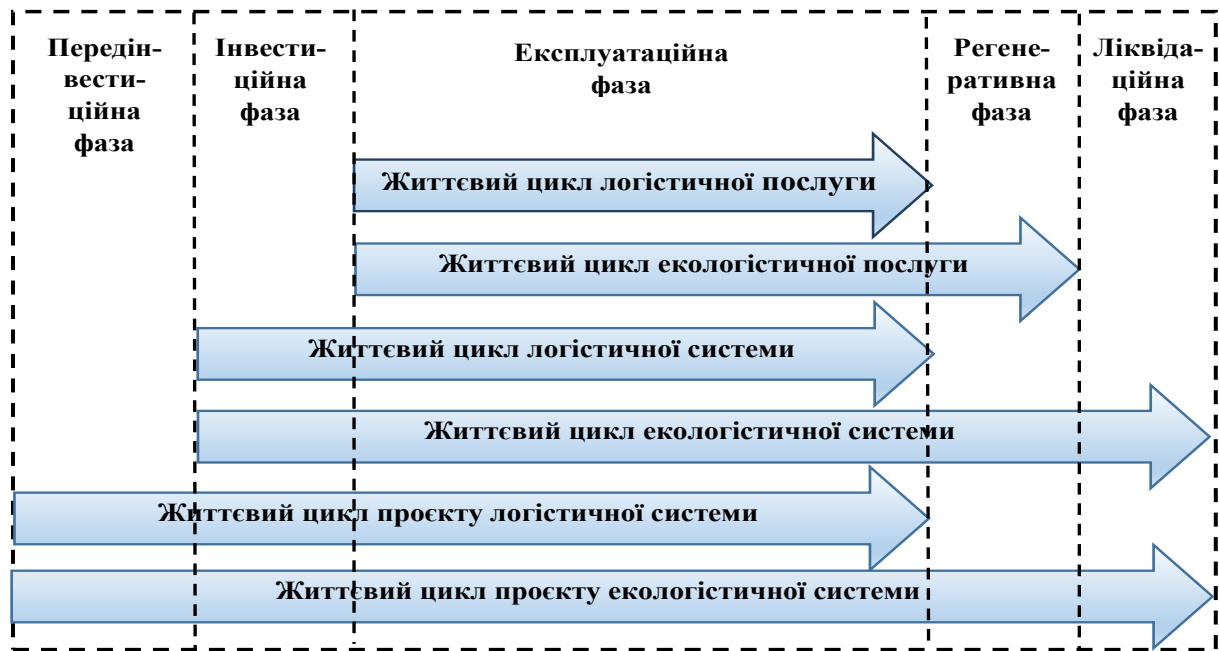 Передін-
вести-
ційна
фаза
Інвести-
ційна
фаза
Експлуатаційна
фаза
Регене-
ративна
фаза
Ліквіда-
ційна
фаза
Життєвий цикл логістичної послуги
Життєвий цикл екологістичної послуги
Життєвий цикл логістичної системи
Життєвий цикл екологістичної системи
Життєвий цикл проєкту логістичної системи
Життєвий цикл проєкту екологістичної системи